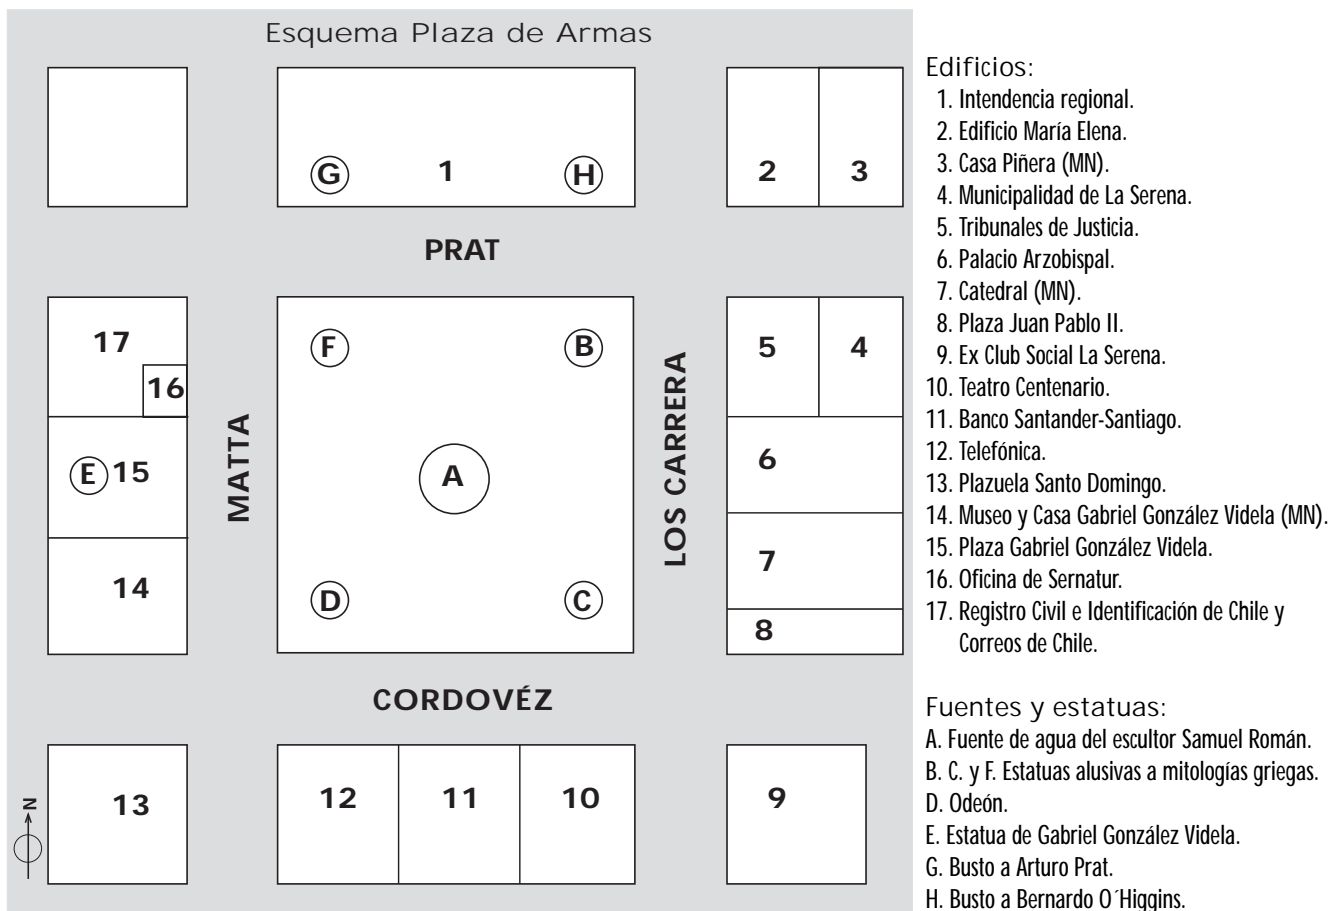 Esquema Plaza de Armas
G 1 H 2 3
PRAT
17 F B 5 4
16
MATTA
LOS CARRERA
E 15 A 6
14 D C 7
8
CORDOVÉZ
N
13 12 11 10 9
Edificios:
1. Intendencia regional.
2. Edificio María Elena.
3. Casa Piñera (MN).
4. Municipalidad de La Serena.
5. Tribunales de Justicia.
6. Palacio Arzobispal.
7. Catedral (MN).
8. Plaza Juan Pablo II.
9. Ex Club Social La Serena.
10. Teatro Centenario.
11. Banco Santander-Santiago.
12. Telefónica.
13. Plazuela Santo Domingo.
14. Museo y Casa Gabriel González Videla (MN).
15. Plaza Gabriel González Videla.
16. Oficina de Sernatur.
17. Registro Civil e Identificación de Chile y
Correos de Chile.
Fuentes y estatuas:
A. Fuente de agua del escultor Samuel Román.
B. C. y F. Estatuas alusivas a mitologías griegas.
D. Odeón.
E. Estatua de Gabriel González Videla.
G. Busto a Arturo Prat.
H. Busto a Bernardo O´Higgins.